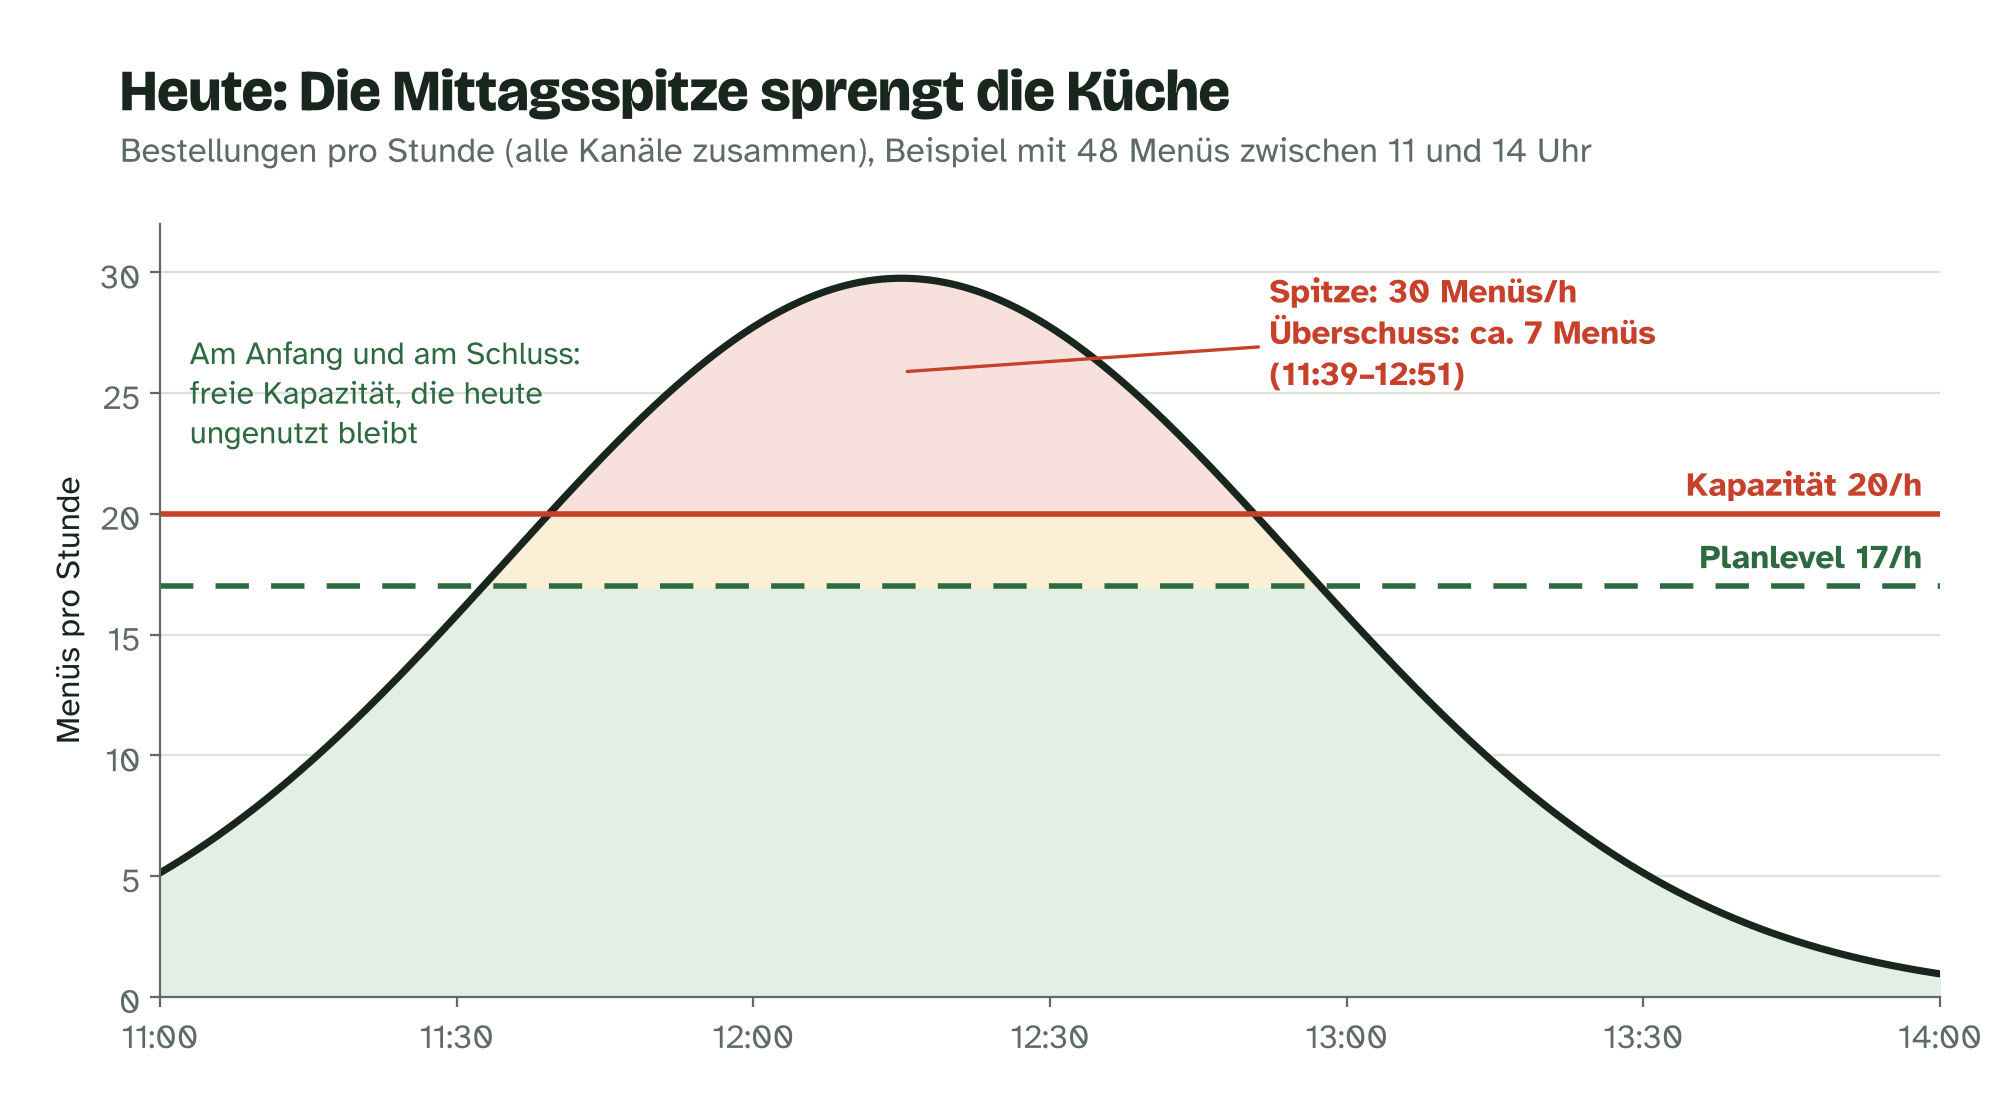 Heute: Die Mittagsspitze sprengt die Küche
Bestellungen pro Stunde (alle Kanäle zusammen), Beispiel mit 48 Menüs zwischen 11 und 14 Uhr
Spitze: 30 Menüs/h
Überschuss: ca. 7 Menüs
(11:39–12:51)
Am Anfang und am Schluss:
freie Kapazität, die heute
ungenutzt bleibt
Kapazität 20/h
Planlevel 17/h
Menüs pro Stunde
30
25
20
15
10
5
0
11:00
11:30
12:00
12:30
13:00
13:30
14:00